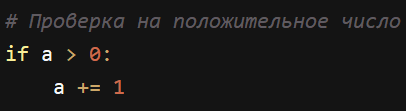 # Проверка на положительное число
if a > 0:
    a += 1